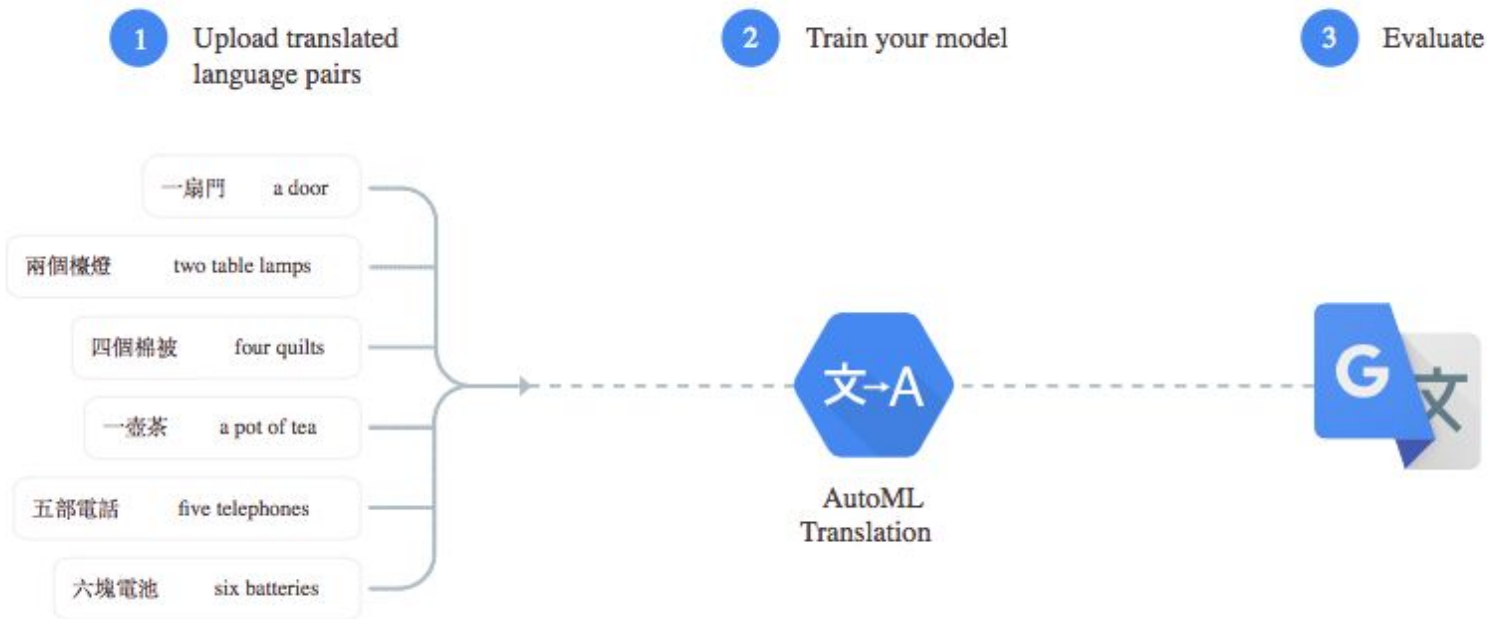 1 Upload translated
language pairs
2 Train your model
3 Evaluate
一扇門 a door
兩個檯燈 two table lamps
四個棉被 four quilts
一壺茶 a pot of tea
五部電話 five telephones
六塊電池 six batteries
文→A
AutoML
Translation
G 文